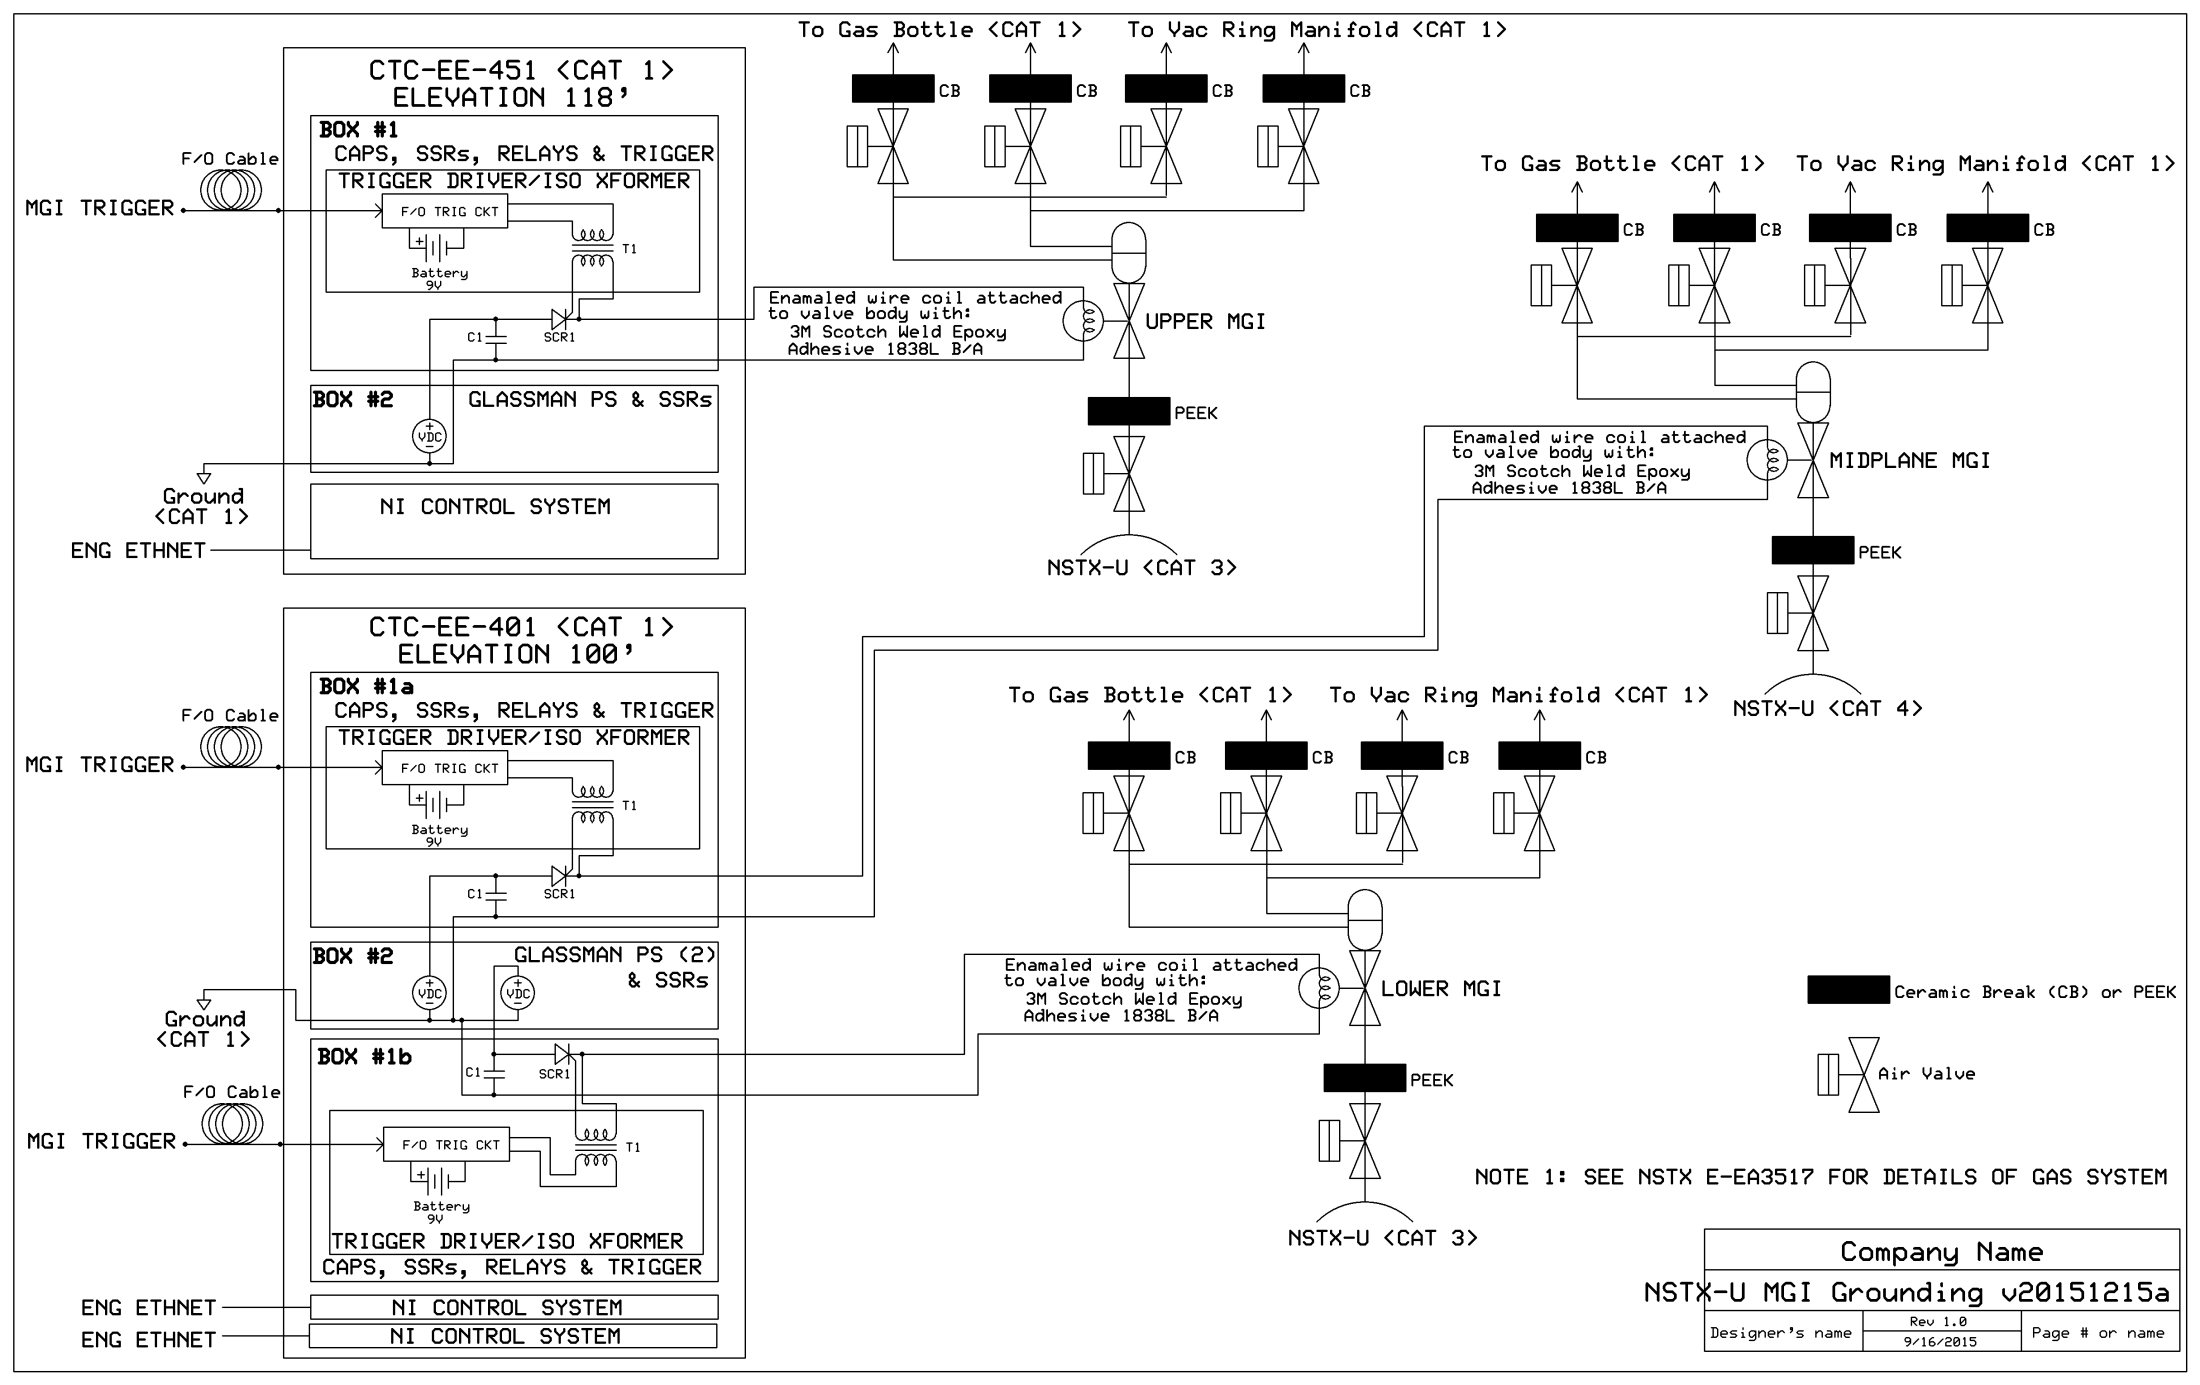 To Gas Bottle <CAT 1>
To Vac Ring Manifold <CAT 1>
CB
CB
CB
CB
CTC-EE-451 <CAT 1>
ELEVATION 118'
BOX #1
CAPS, SSRs, RELAYS & TRIGGER
TRIGGER DRIVER/ISO XFORMER
F/O Cable
MGI TRIGGER
F/O TRIG CKT
+
Battery
9V
T1
C1
SCR1
Enamaled wire coil attached
to valve body with:
3M Scotch Weld Epoxy
Adhesive 1838L B/A
UPPER MGI
PEEK
NSTX-U <CAT 3>
BOX #2
GLASSMAN PS & SSRs
+
VDC
-
Ground
<CAT 1>
NI CONTROL SYSTEM
ENG ETHNET
To Gas Bottle <CAT 1>
To Vac Ring Manifold <CAT 1>
CB
CB
CB
CB
Enamaled wire coil attached
to valve body with:
3M Scotch Weld Epoxy
Adhesive 1838L B/A
MIDPLANE MGI
PEEK
NSTX-U <CAT 4>
CTC-EE-401 <CAT 1>
ELEVATION 100'
BOX #1a
CAPS, SSRs, RELAYS & TRIGGER
TRIGGER DRIVER/ISO XFORMER
F/O Cable
MGI TRIGGER
F/O TRIG CKT
+
Battery
9V
T1
C1
SCR1
BOX #2
GLASSMAN PS (2)
& SSRs
+
VDC
-
+
VDC
-
Ground
<CAT 1>
BOX #1b
C1
SCR1
F/O Cable
MGI TRIGGER
F/O TRIG CKT
T1
+
Battery
9V
TRIGGER DRIVER/ISO XFORMER
CAPS, SSRs, RELAYS & TRIGGER
ENG ETHNET
NI CONTROL SYSTEM
ENG ETHNET
NI CONTROL SYSTEM
To Gas Bottle <CAT 1>
To Vac Ring Manifold <CAT 1>
CB
CB
CB
CB
Enamaled wire coil attached
to valve body with:
3M Scotch Weld Epoxy
Adhesive 1838L B/A
LOWER MGI
PEEK
NSTX-U <CAT 3>
Ceramic Break (CB) or PEEK
Air Valve
NOTE 1: SEE NSTX E-EA3517 FOR DETAILS OF GAS SYSTEM
Company Name
NSTX-U MGI Grounding v20151215a
Designer's name
Rev 1.0
9/16/2015
Page # or name